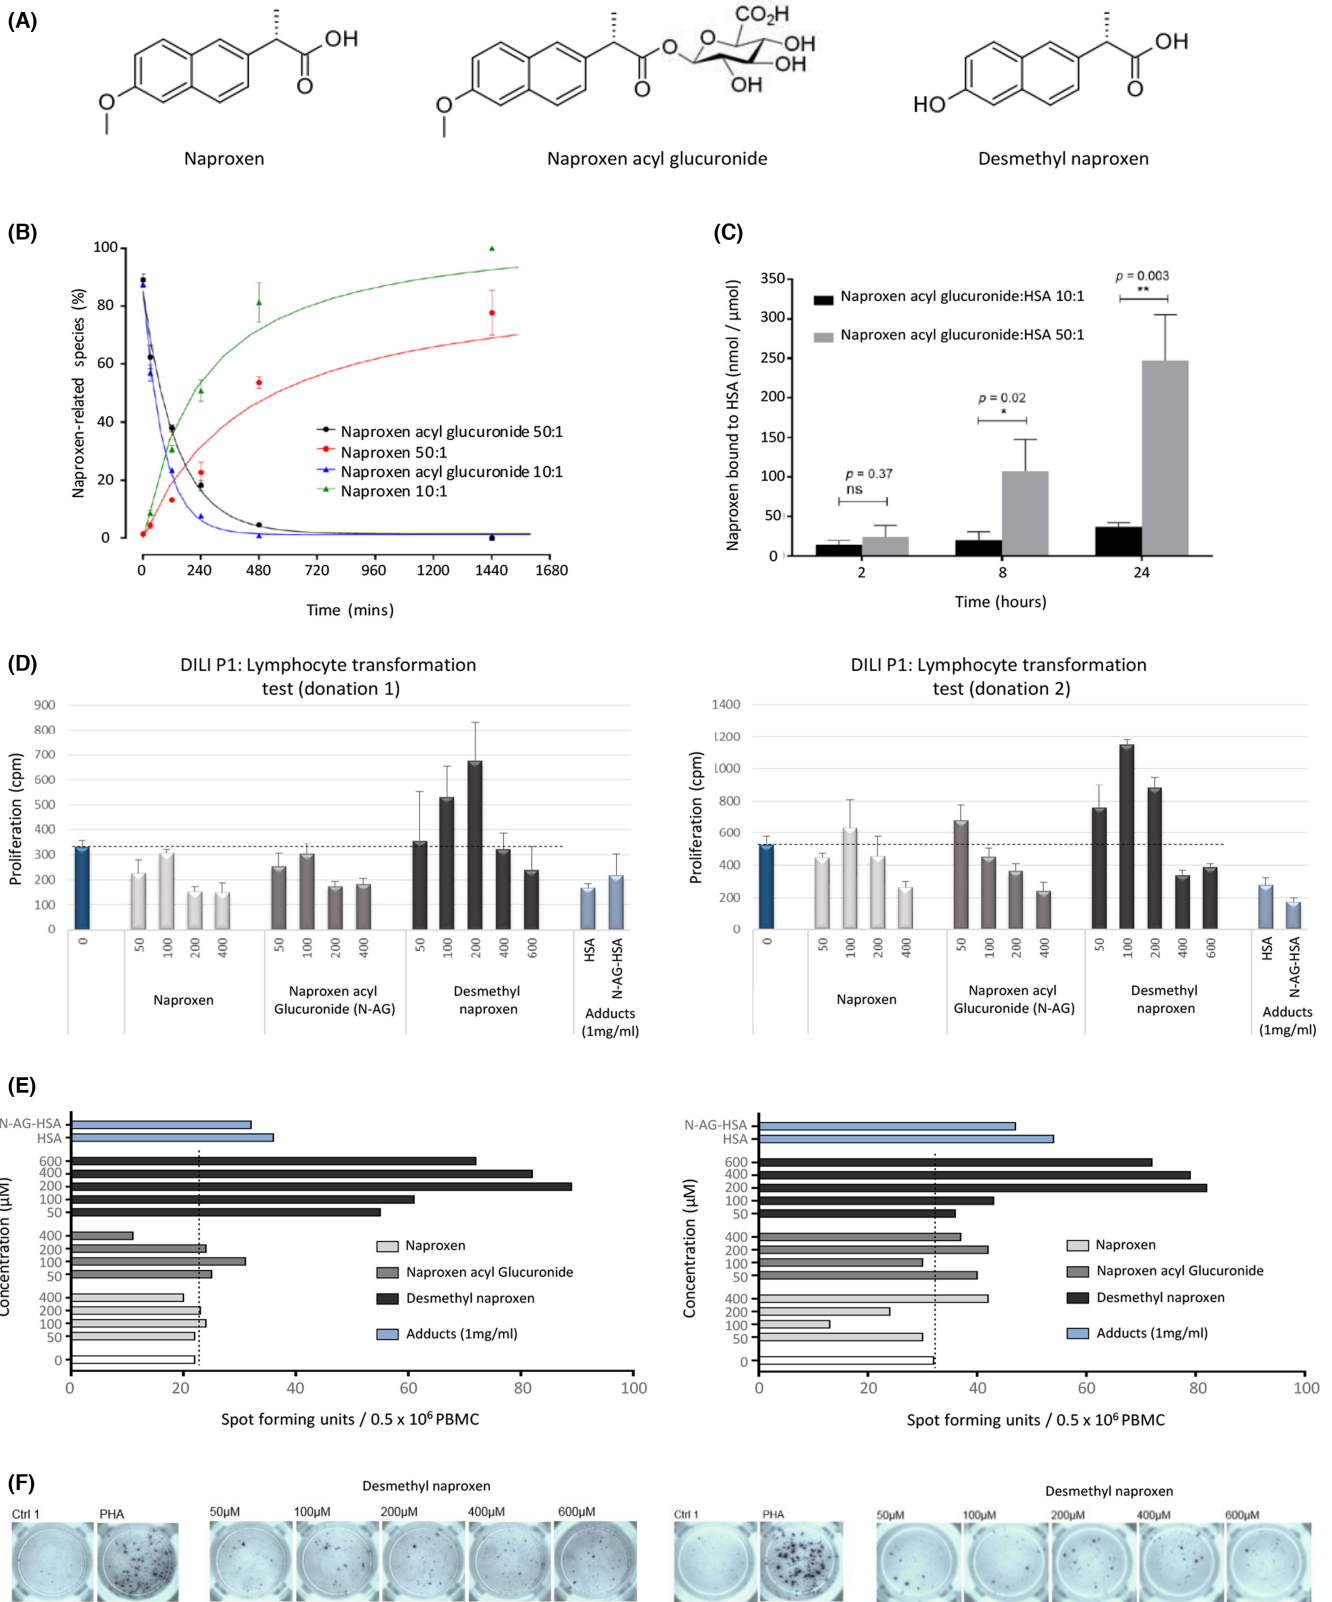 (A)
OH
O
O
Naproxen
O
O
O
O
CO₂H
OH
OH
OH
Naproxen acyl glucuronide
HO
OH
O
Desmethyl naproxen
(B)
Naproxen-related species (%)
100
80
60
40
20
0
Naproxen acyl glucuronide 50:1
Naproxen 50:1
Naproxen acyl glucuronide 10:1
Naproxen 10:1
0 240 480 720 960 1200 1440 1680
Time (mins)
(C)
Naproxen bound to HSA (nmol / μmol)
350
300
250
200
150
100
50
0
Naproxen acyl glucuronide:HSA 10:1
Naproxen acyl glucuronide:HSA 50:1
p = 0.37
ns
p = 0.02
*
p = 0.003
**
2 8 24
Time (hours)
(D)
DILI P1: Lymphocyte transformation
test (donation 1)
Proliferation (cpm)
900
800
700
600
500
400
300
200
100
0
0 50 100 200 400 50 100 200 400 50 100 200 400 600 HSA N-AG-HSA
Naproxen
Naproxen acyl
Glucuronide (N-AG)
Desmethyl
naproxen
Adducts
(1mg/ml)
DILI P1: Lymphocyte transformation
test (donation 2)
Proliferation (cpm)
1400
1200
1000
800
600
400
200
0
0 50 100 200 400 50 100 200 400 50 100 200 400 600 HSA N-AG-HSA
Naproxen
Naproxen acyl
Glucuronide (N-AG)
Desmethyl
naproxen
Adducts
(1mg/ml)
(E)
Concentration (μM)
N-AG-HSA
HSA
600
400
200
100
50
400
200
100
50
400
200
100
50
0
Naproxen
Naproxen acyl Glucuronide
Desmethyl naproxen
Adducts (1mg/ml)
0 20 40 60 80 100
Spot forming units / 0.5 x 10⁶ PBMC
Concentration (μM)
N-AG-HSA
HSA
600
400
200
100
50
400
200
100
50
400
200
100
50
0
Naproxen
Naproxen acyl Glucuronide
Desmethyl naproxen
Adducts (1mg/ml)
0 20 40 60 80 100
Spot forming units / 0.5 x 10⁶ PBMC
(F)
Desmethyl naproxen
Ctrl 1 PHA 50μM 100μM 200μM 400μM 600μM
Desmethyl naproxen
Ctrl 1 PHA 50μM 100μM 200μM 400μM 600μM